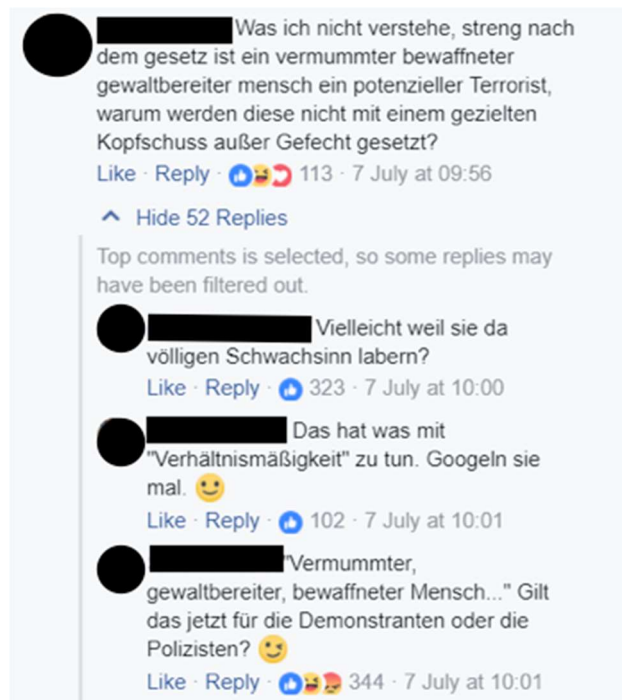 Was ich nicht verstehe, streng nach
dem gesetz ist ein vermummter bewaffneter
gewaltbereiter mensch ein potenzieller Terrorist,
warum werden diese nicht mit einem gezielten
Kopfschuss außer Gefecht gesetzt?
Like · Reply · 113 · 7 July at 09:56
Hide 52 Replies
Top comments is selected, so some replies may
have been filtered out.
Vielleicht weil sie da
völligen Schwachsinn labern?
Like · Reply · 323 · 7 July at 10:00
Das hat was mit
"Verhältnismäßigkeit" zu tun. Googeln sie
mal. 🙂
Like · Reply · 102 · 7 July at 10:01
"Vermummter,
gewaltbereiter, bewaffneter Mensch..." Gilt
das jetzt für die Demonstranten oder die
Polizisten? 😉
Like · Reply · 344 · 7 July at 10:01